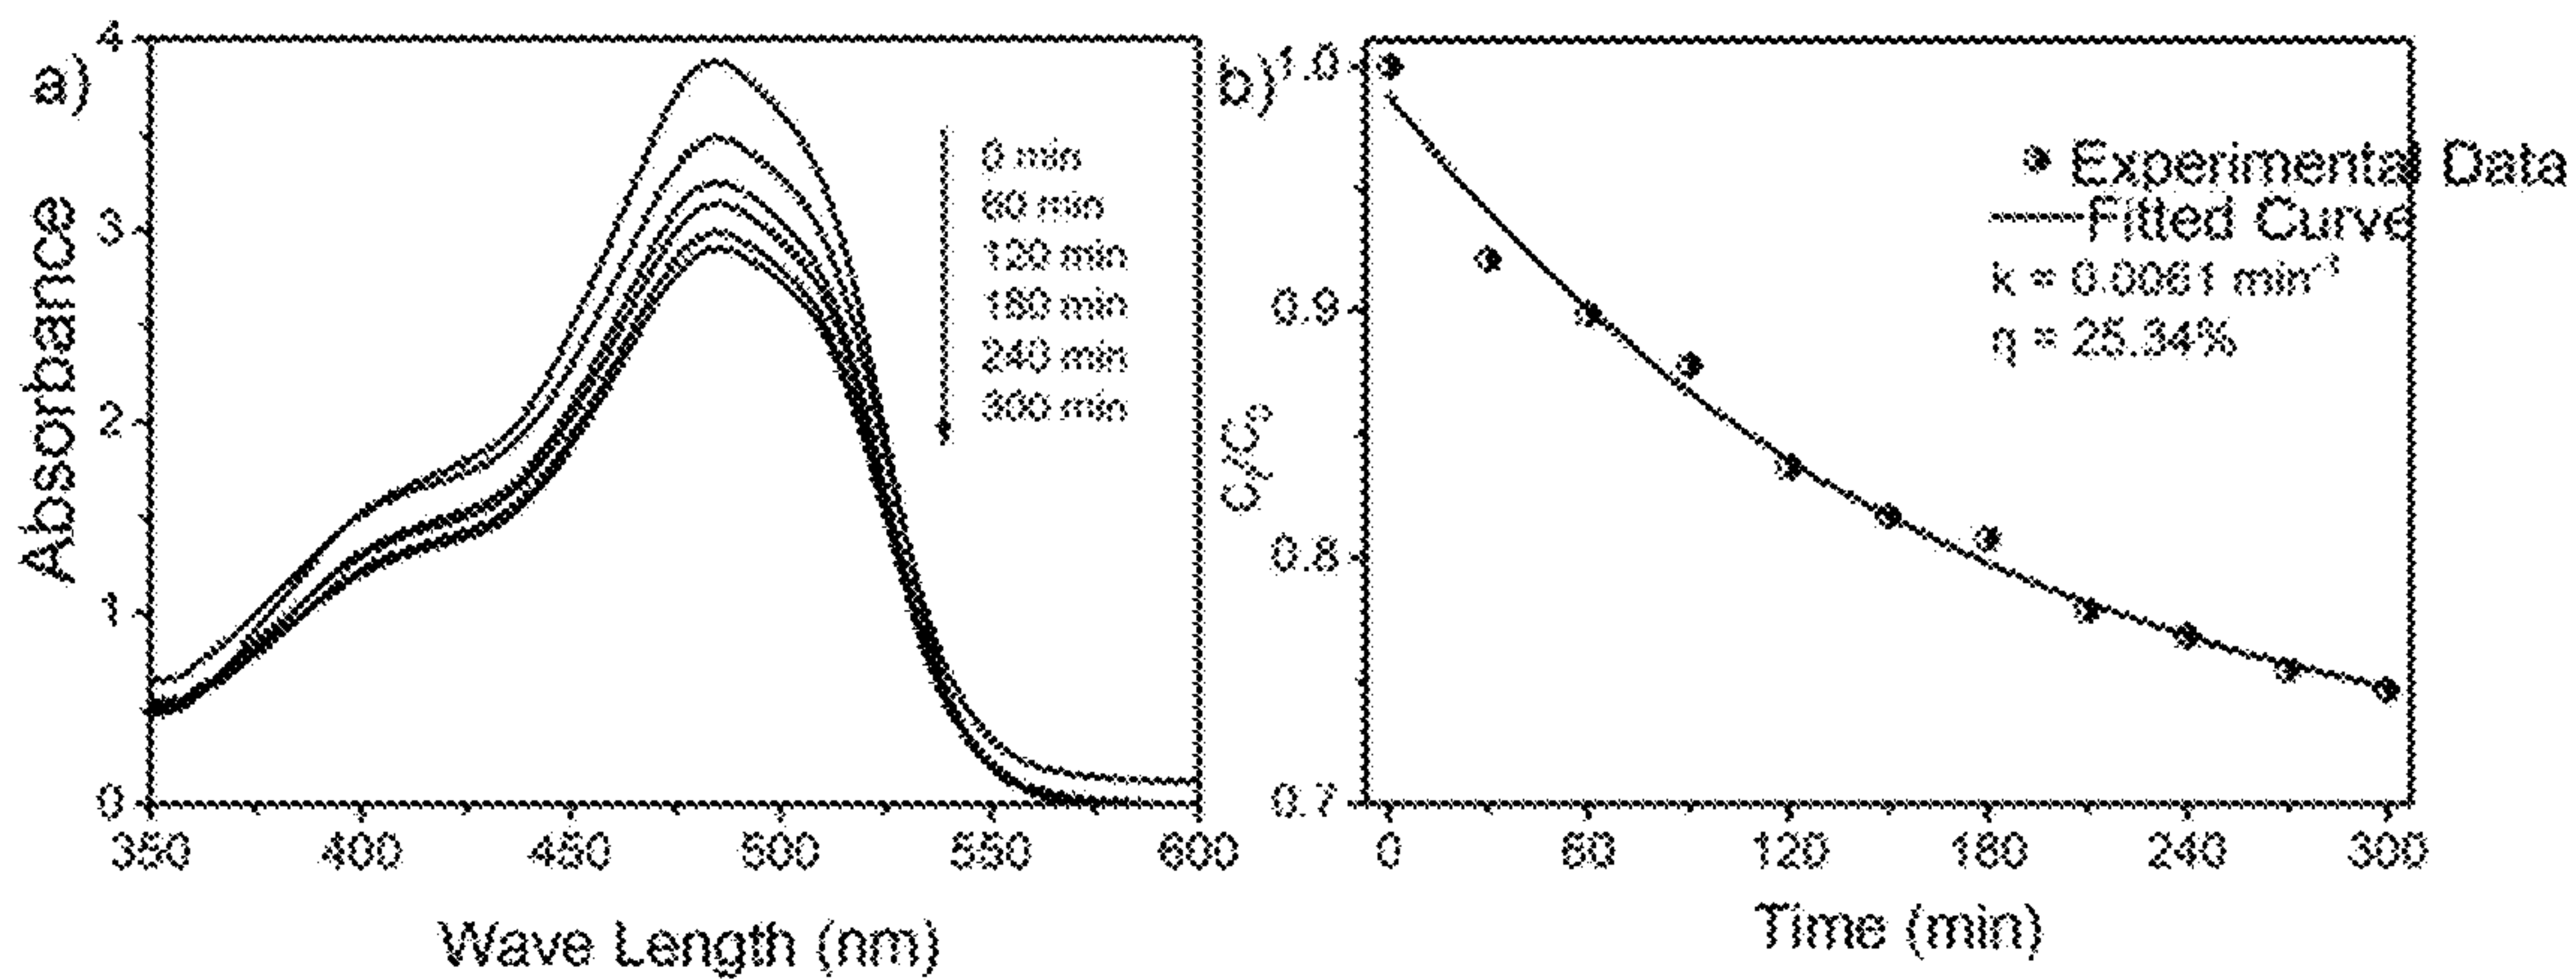 a)
4
3
2
1
0
Absorbance
350 400 450 500 550 600
Wave Length (nm)
0 min
60 min
120 min
180 min
240 min
300 min
b)
1.0
0.9
0.8
0.7
C/C₀
0 60 120 180 240 300
Time (min)
Experimental Data
Fitted Curve
k = 0.0061 min⁻¹
η = 25.34%